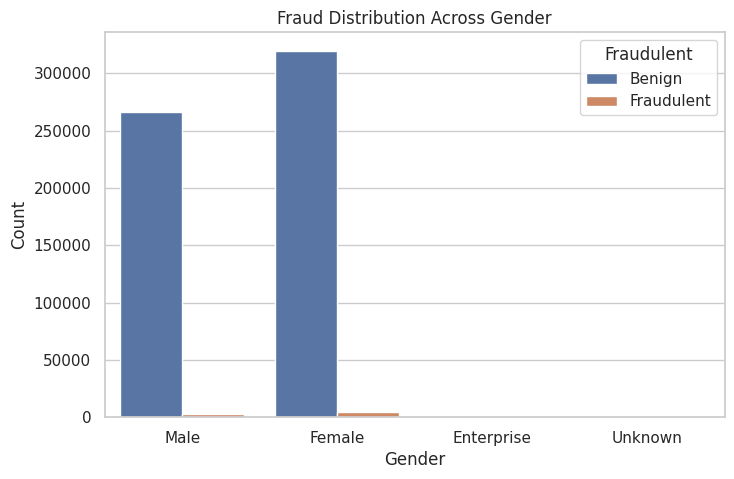 Fraud Distribution Across Gender
Fraudulent
Benign
Fraudulent
300000
250000
200000
150000
100000
50000
0
Count
Male Female Enterprise Unknown
Gender